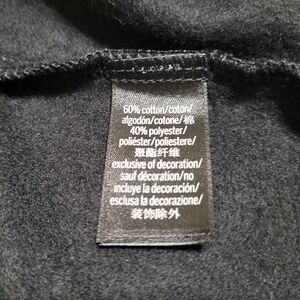 60% cotton/coton/
algodón/cotone/棉
40% polyester/
poliéster/poliestere/
聚酯纤维
exclusive of decoration/
sauf décoration/no
incluye la decoración/
esclusa la decorazione/
装饰除外